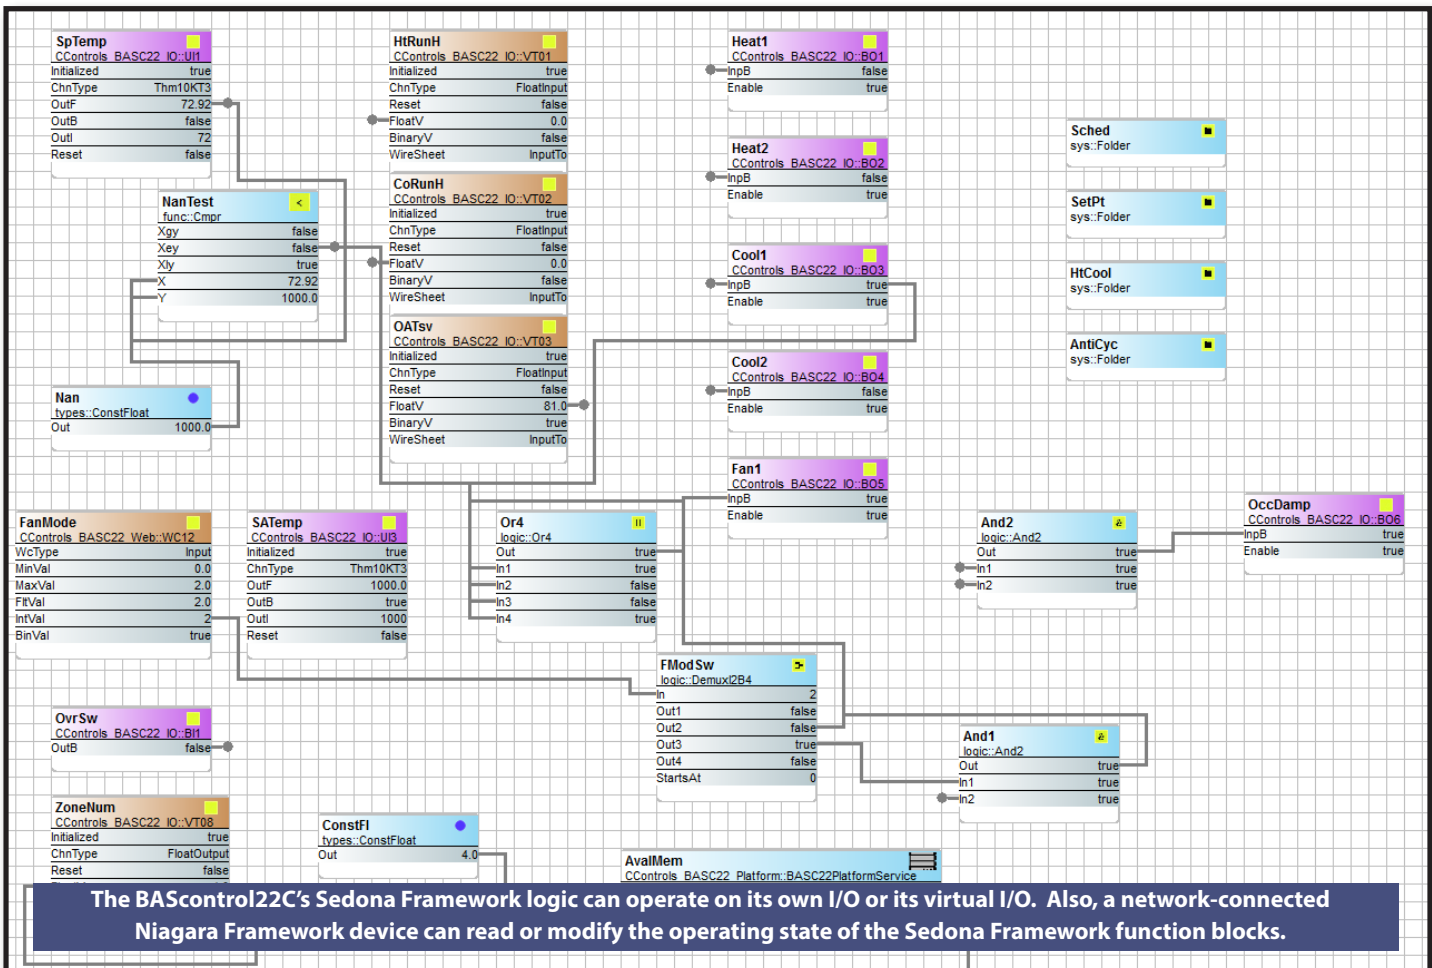 SpTemp
CControls_BASC22_IO::UI1
Initialized true
ChnType Thm10KT3
OutF 72.92
OutB false
OutI 72
Reset false
NanTest
func::Cmpr
Xgy false
Xey false
Xly true
X 72.92
Y 1000.0
Nan
types::ConstFloat
Out 1000.0
HtRunH
CControls_BASC22_IO::VT01
Initialized true
ChnType FloatInput
Reset false
FloatV 0.0
BinaryV false
WireSheet InputTo
CoRunH
CControls_BASC22_IO::VT02
Initialized true
ChnType FloatInput
Reset false
FloatV 0.0
BinaryV false
WireSheet InputTo
OATsv
CControls_BASC22_IO::VT03
Initialized true
ChnType FloatInput
Reset false
FloatV 81.0
BinaryV true
WireSheet InputTo
Heat1
CControls_BASC22_IO::BO1
InpB false
Enable true
Heat2
CControls_BASC22_IO::BO2
InpB false
Enable true
Cool1
CControls_BASC22_IO::BO3
InpB true
Enable true
Cool2
CControls_BASC22_IO::BO4
InpB false
Enable true
Fan1
CControls_BASC22_IO::BO5
InpB true
Enable true
Sched
sys::Folder
SetPt
sys::Folder
HtCool
sys::Folder
AntiCyc
sys::Folder
FanMode
CControls_BASC22_Web::WC12
WcType Input
MinVal 0.0
MaxVal 2.0
FltVal 2.0
IntVal 2
BinVal true
SATemp
CControls_BASC22_IO::UI3
Initialized true
ChnType Thm10KT3
OutF 1000.0
OutB true
OutI 1000
Reset false
Or4
logic::Or4
Out true
In1 true
In2 false
In3 false
In4 true
And2
logic::And2
Out true
In1 true
In2 true
OccDamp
CControls_BASC22_IO::BO6
InpB true
Enable true
FModSw
logic::DemuxI2B4
In 2
Out1 false
Out2 false
Out3 true
Out4 false
StartsAt 0
And1
logic::And2
Out true
In1 true
In2 true
OvrSw
CControls_BASC22_IO::BI1
OutB false
ZoneNum
CControls_BASC22_IO::VT08
Initialized true
ChnType FloatOutput
Reset false
ConstFl
types::ConstFloat
Out 4.0
AvalMem
CControls_BASC22_Platform::BASC22PlatformService
The BAScontrol22C's Sedona Framework logic can operate on its own I/O or its virtual I/O. Also, a network-connected
Niagara Framework device can read or modify the operating state of the Sedona Framework function blocks.